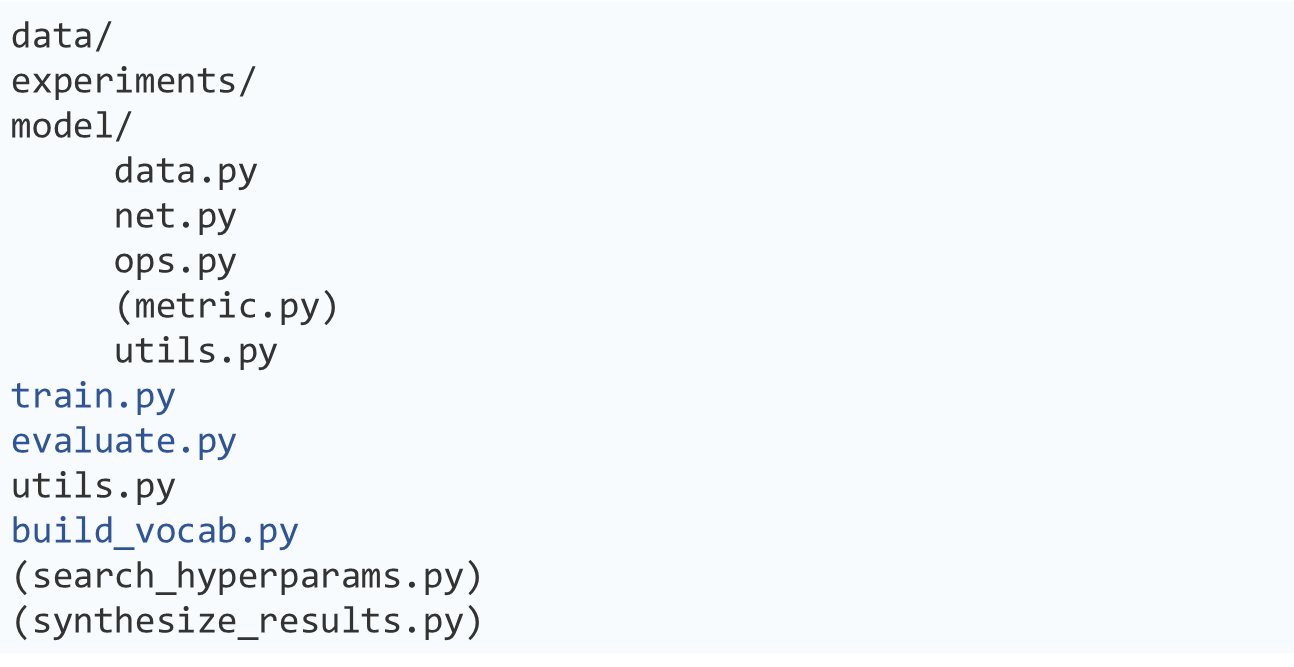 data/
experiments/
model/
data.py
net.py
ops.py
(metric.py)
utils.py
train.py
evaluate.py
utils.py
build_vocab.py
(search_hyperparams.py)
(synthesize_results.py)